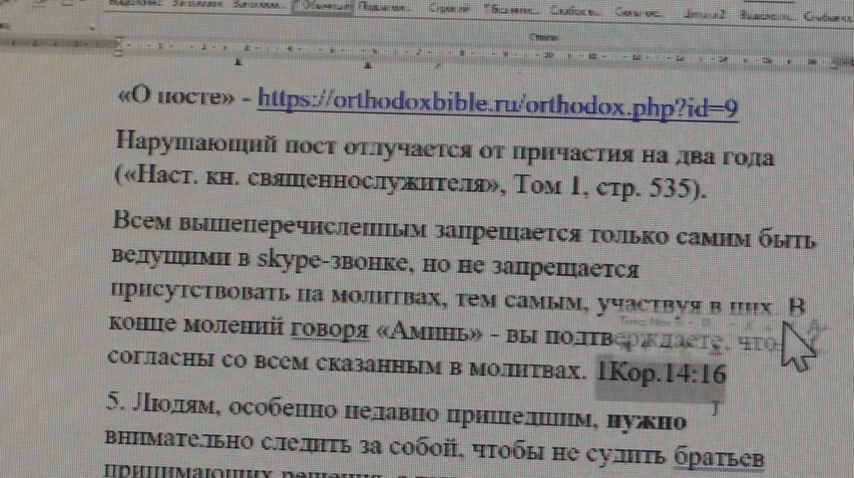 «О посте» - https://orthodoxbible.ru/orthodox.php?id=9
Нарушающий пост отлучается от причастия на два года
(«Наст. кн. священнослужителя», Том 1, стр. 535).
Всем вышеперечисленным запрещается только самим быть
ведущими в skype-звонке, но не запрещается
присутствовать на молитвах, тем самым, участвуя в них. В
конце молений говоря «Аминь» - вы подтверждаете, что
согласны со всем сказанным в молитвах. 1Кор.14:16
5. Людям, особенно недавно пришедшим, нужно
внимательно следить за собой, чтобы не судить братьев
принимающих решения,